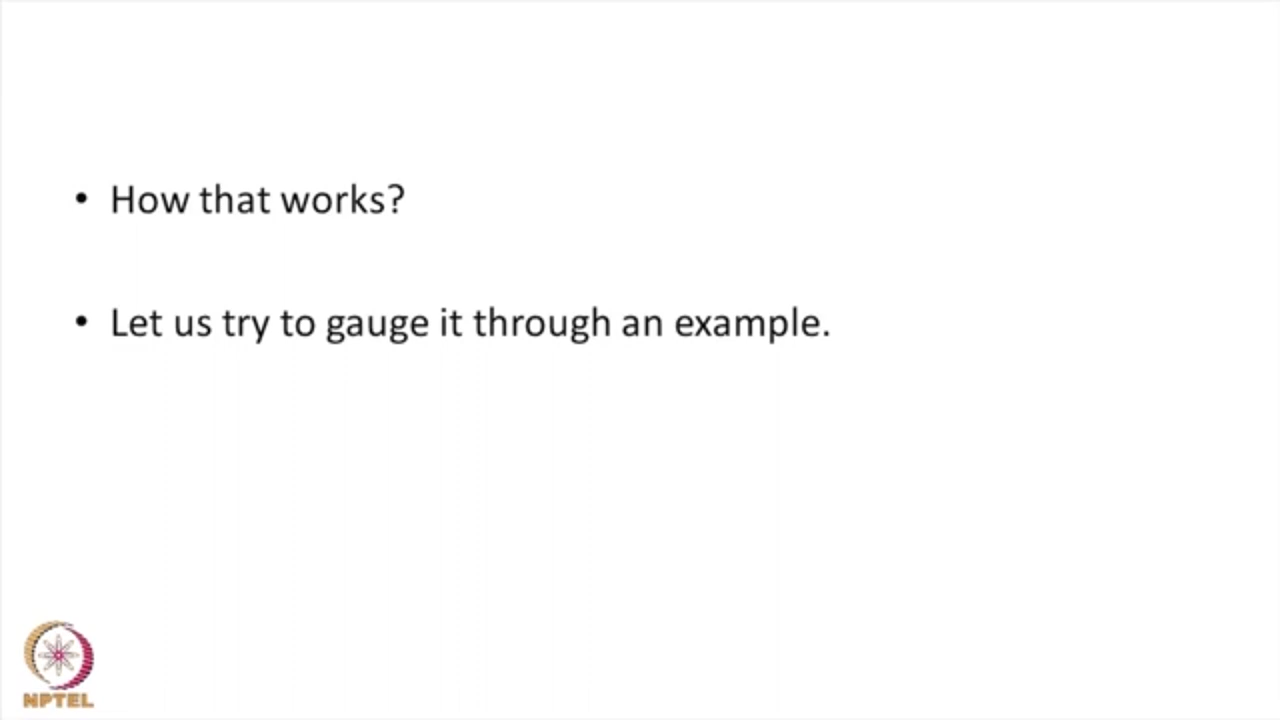 • How that works?
• Let us try to gauge it through an example.
NPTEL